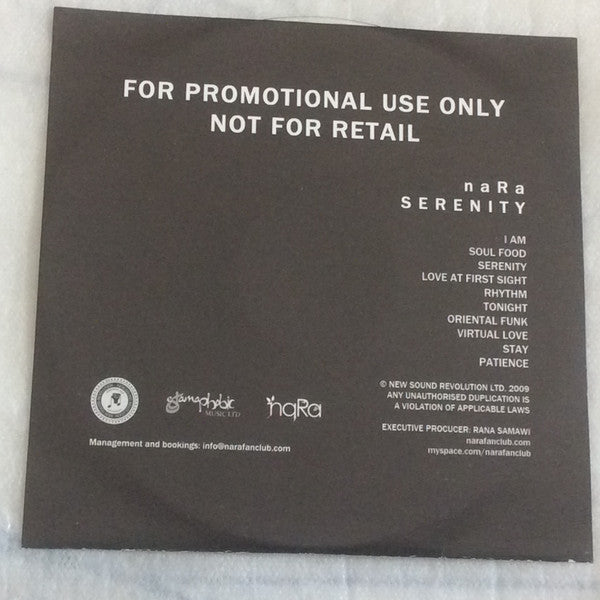 FOR PROMOTIONAL USE ONLY
NOT FOR RETAIL
naRa
SERENITY
I AM
SOUL FOOD
SERENITY
LOVE AT FIRST SIGHT
RHYTHM
TONIGHT
ORIENTAL FUNK
VIRTUAL LOVE
STAY
PATIENCE
© NEW SOUND REVOLUTION LTD. 2009
ANY UNAUTHORISED DUPLICATION IS
A VIOLATION OF APPLICABLE LAWS
MUSIC LTD
naRa
EXECUTIVE PRODUCER: RANA SAMAWI
narafanclub.com
myspace.com/narafanclub
Management and bookings: info@narafanclub.com